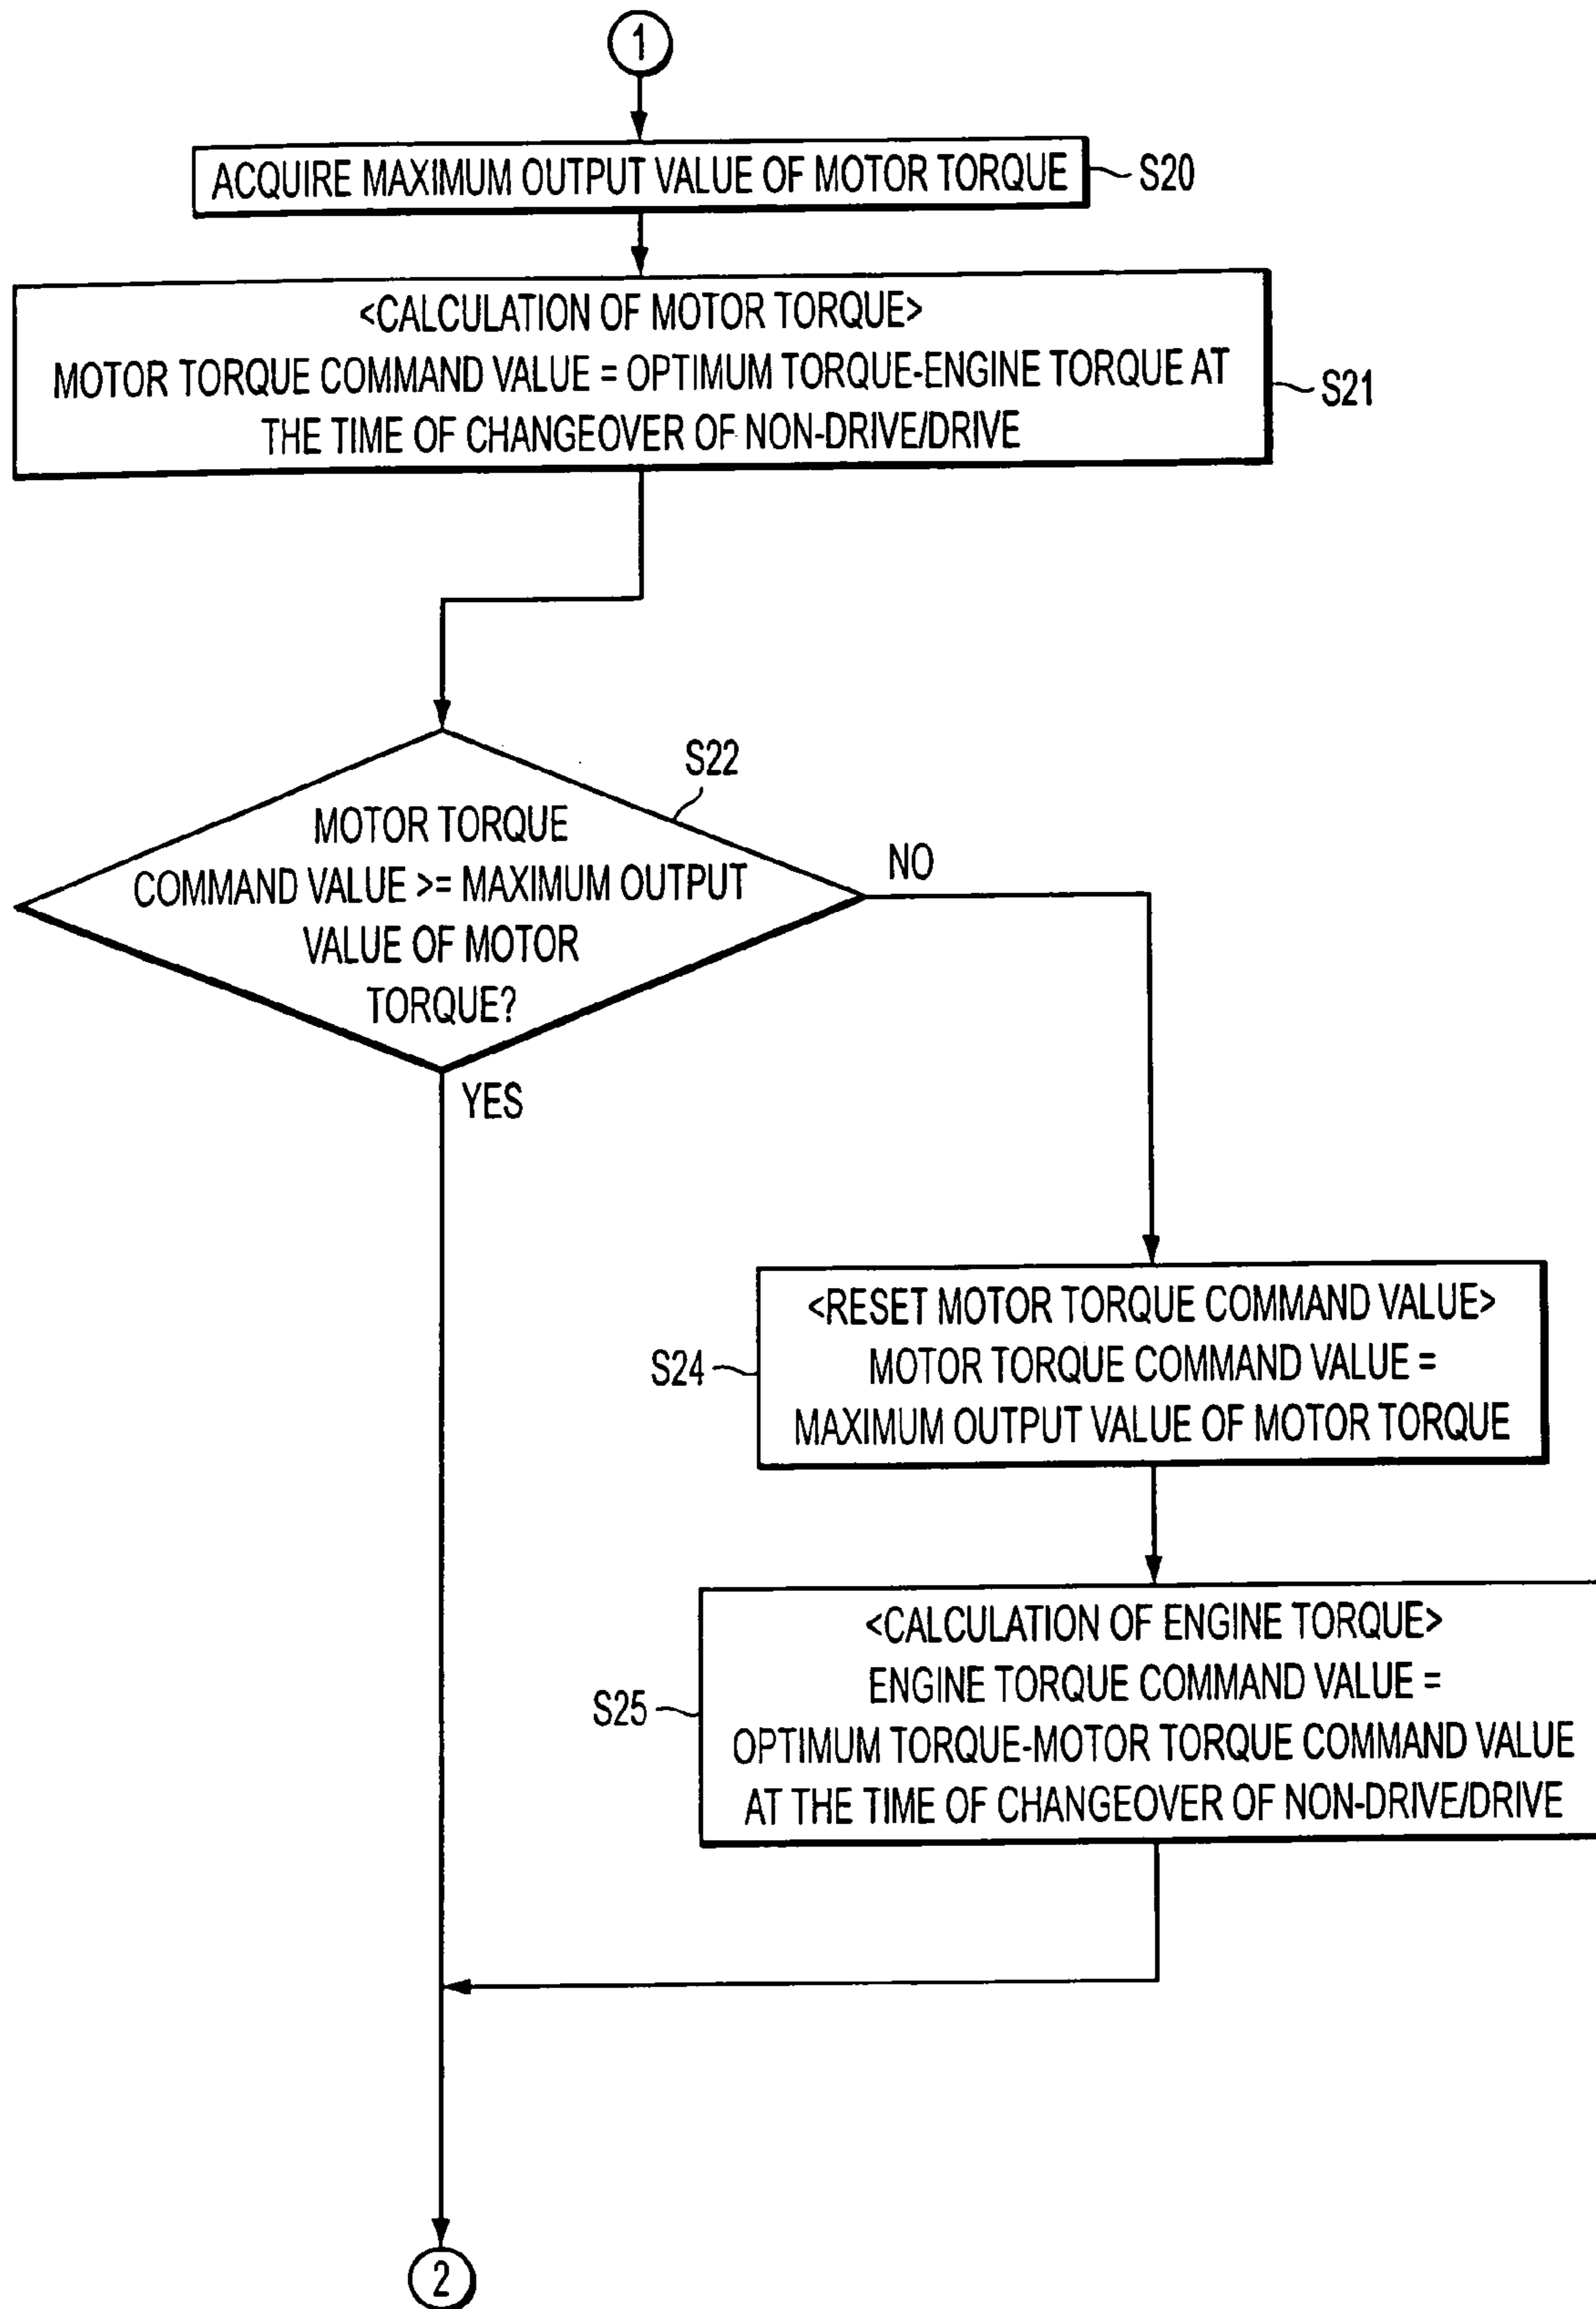 1
ACQUIRE MAXIMUM OUTPUT VALUE OF MOTOR TORQUE
S20
<CALCULATION OF MOTOR TORQUE>
MOTOR TORQUE COMMAND VALUE = OPTIMUM TORQUE-ENGINE TORQUE AT
THE TIME OF CHANGEOVER OF NON-DRIVE/DRIVE
S21
S22
MOTOR TORQUE
COMMAND VALUE >= MAXIMUM OUTPUT
VALUE OF MOTOR
TORQUE?
NO
YES
<RESET MOTOR TORQUE COMMAND VALUE>
MOTOR TORQUE COMMAND VALUE =
MAXIMUM OUTPUT VALUE OF MOTOR TORQUE
S24
<CALCULATION OF ENGINE TORQUE>
ENGINE TORQUE COMMAND VALUE =
OPTIMUM TORQUE-MOTOR TORQUE COMMAND VALUE
AT THE TIME OF CHANGEOVER OF NON-DRIVE/DRIVE
S25
2